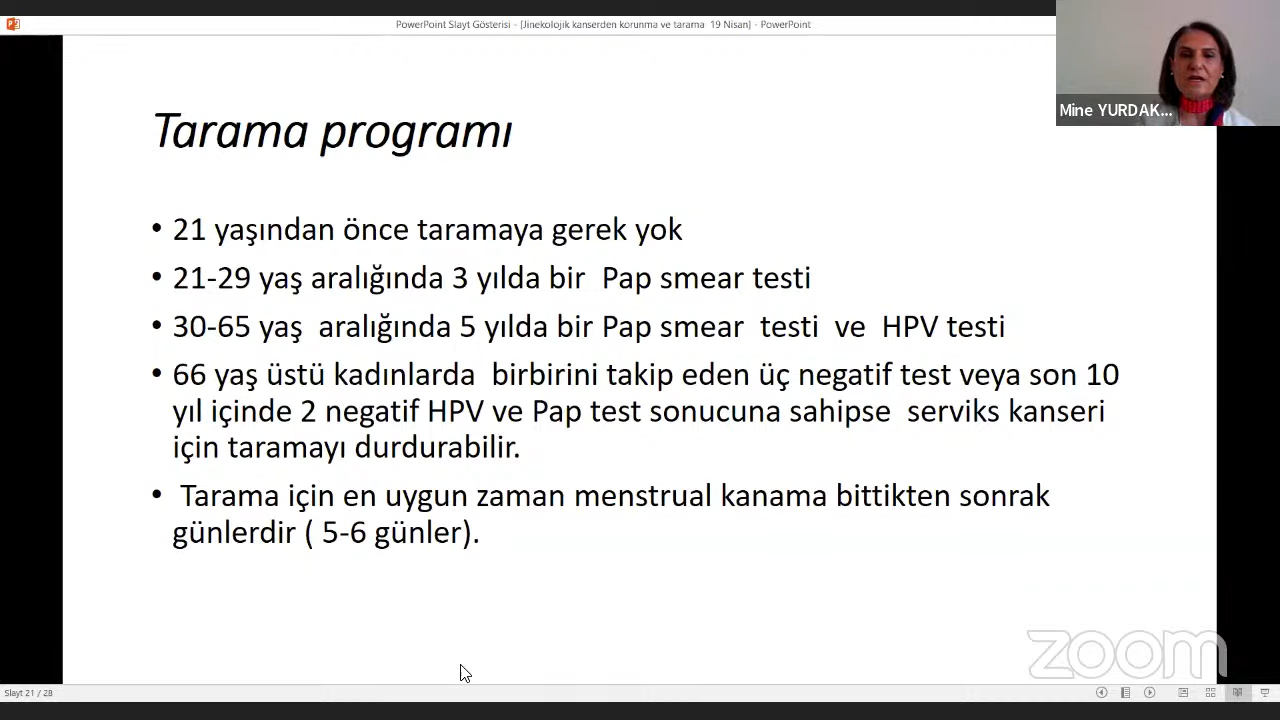 PowerPoint Slayt Gösterisi - [Jinekolojik kanserden korunma ve tarama 19 Nisan] - PowerPoint
Mine YURDAK...
Tarama programı
• 21 yaşından önce taramaya gerek yok
• 21-29 yaş aralığında 3 yılda bir Pap smear testi
• 30-65 yaş aralığında 5 yılda bir Pap smear testi ve HPV testi
• 66 yaş üstü kadınlarda birbirini takip eden üç negatif test veya son 10
yıl içinde 2 negatif HPV ve Pap test sonucuna sahipse serviks kanseri
için taramayı durdurabilir.
• Tarama için en uygun zaman menstrual kanama bittikten sonrak
günlerdir ( 5-6 günler).
zoom
Slayt 21 / 28